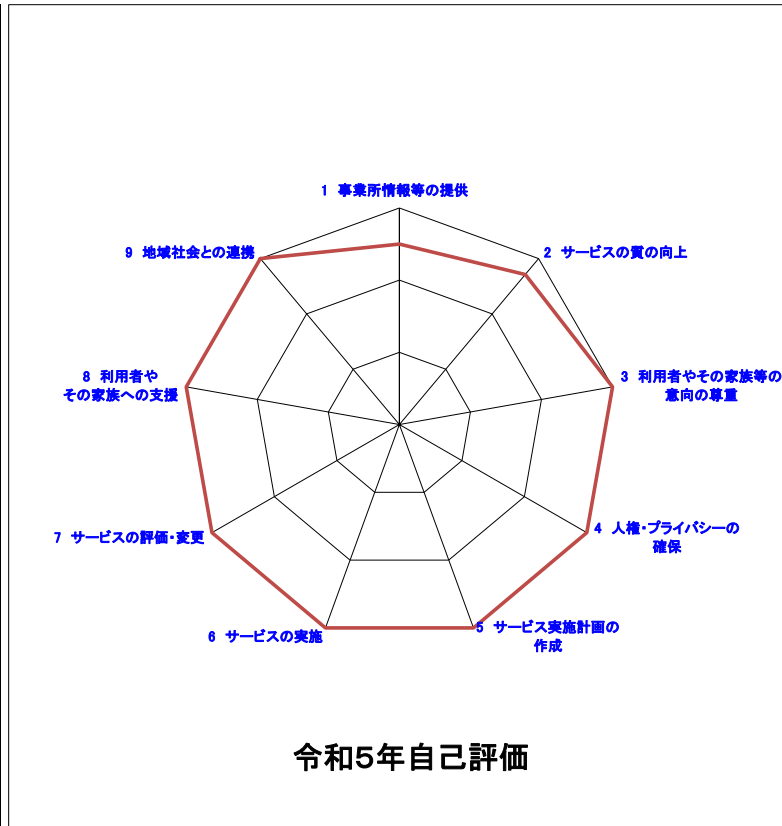 1 事業所情報等の提供
2 サービスの質の向上
3 利用者やその家族等の
意向の尊重
4 人権・プライバシーの
確保
5 サービス実施計画の
作成
6 サービスの実施
7 サービスの評価・変更
8 利用者や
その家族への支援
9 地域社会との連携
令和5年自己評価